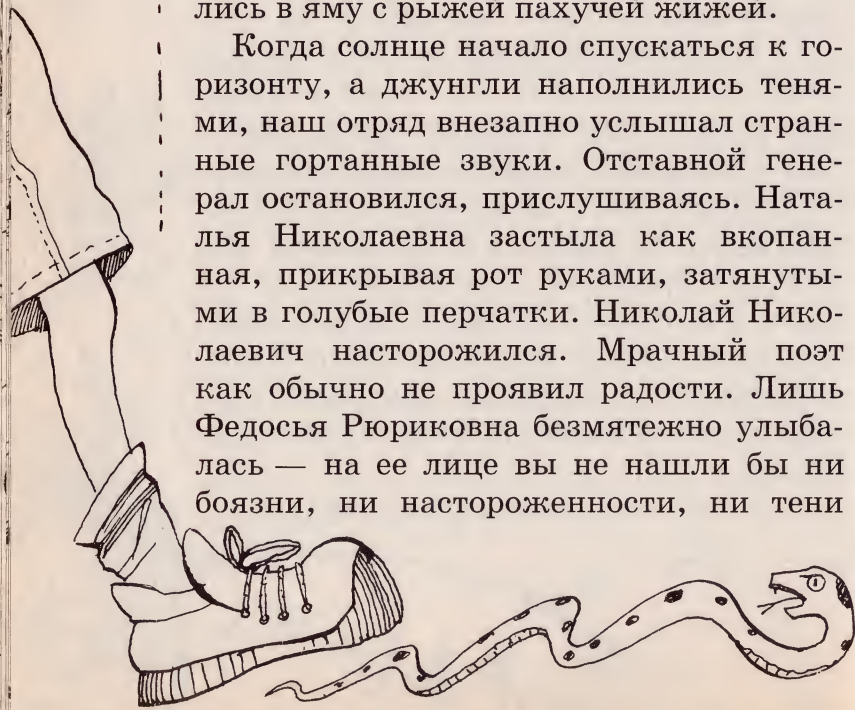 лись в яму с рыжей пахучей жижей.
Когда солнце начало спускаться к го-
ризонту, а джунгли наполнились теня-
ми, наш отряд внезапно услышал стран-
ные гортанные звуки. Отставной гене-
рал остановился, прислушиваясь. Ната-
лья Николаевна застыла как вкопан-
ная, прикрывая рот руками, затянуты-
ми в голубые перчатки. Николай Нико-
лаевич насторожился. Мрачный поэт
как обычно не проявил радости. Лишь
Федосья Рюриковна безмятежно улыба-
лась — на ее лице вы не нашли бы ни
боязни, ни настороженности, ни тени